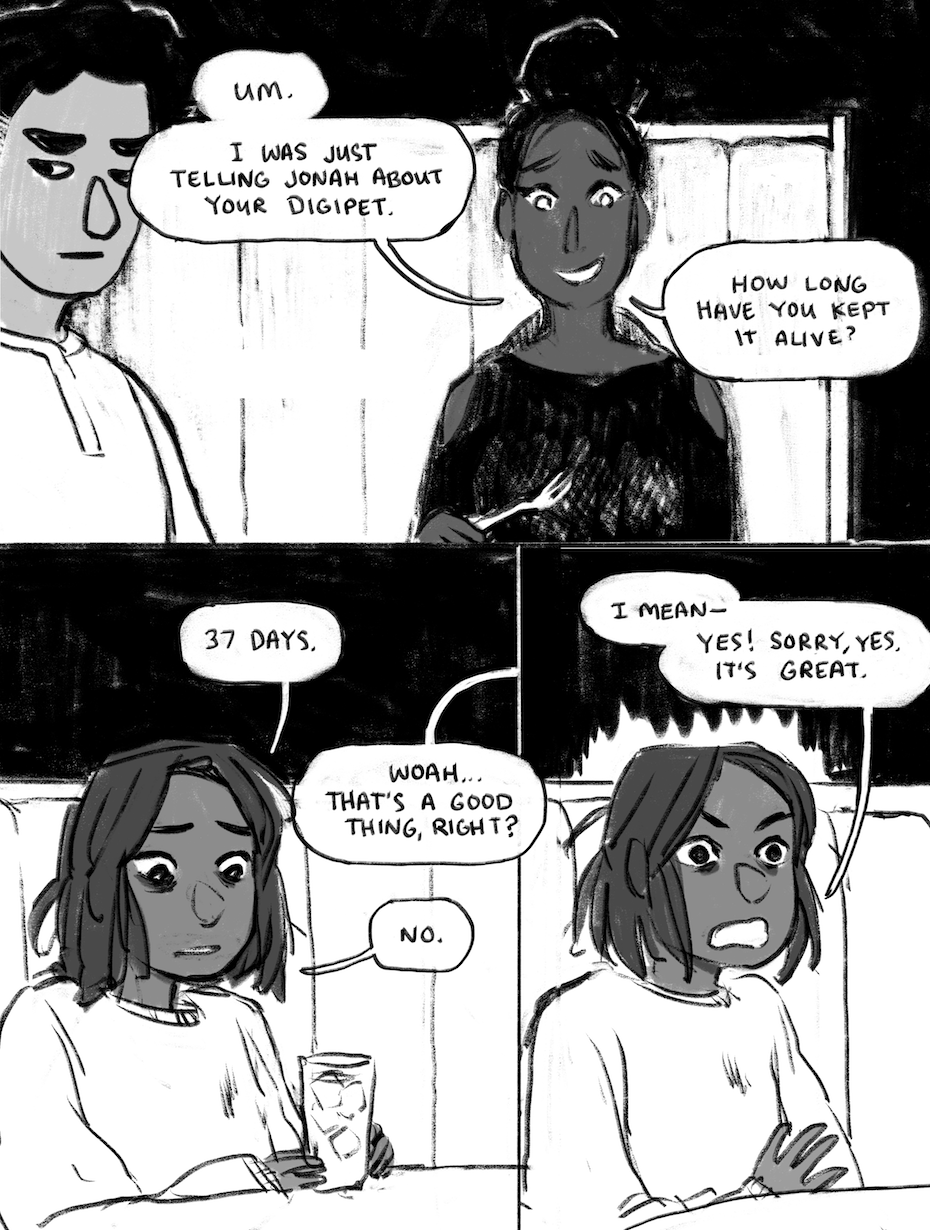 UM.
I WAS JUST
TELLING JONAH ABOUT
YOUR DIGIPET.
HOW LONG
HAVE YOU KEPT
IT ALIVE?
37 DAYS.
WOAH...
THAT'S A GOOD
THING, RIGHT?
NO.
I MEAN—
YES! SORRY, YES.
IT'S GREAT.